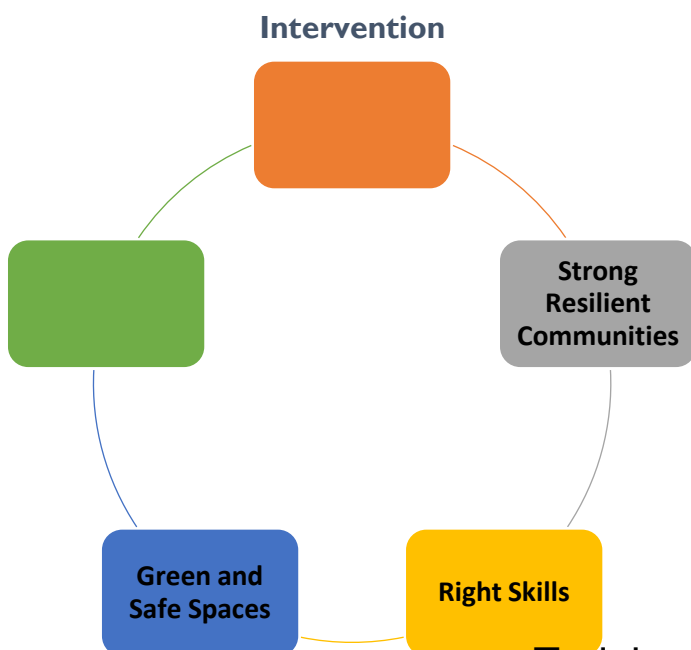 Intervention
Strong
Resilient
Communities
Green and
Safe Spaces
Right Skills